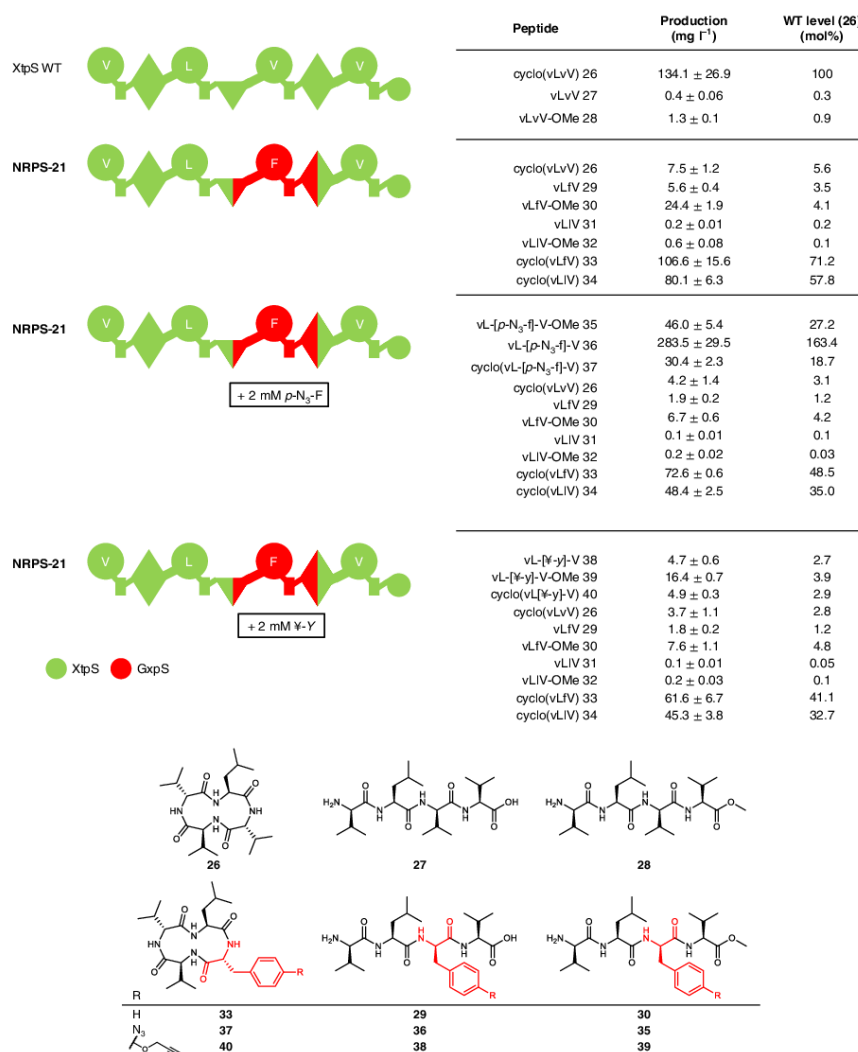 Peptide Production (mg l⁻¹) WT level (26) (mol%)
XtpS WT
V L V V
cyclo(vLvV) 26 134.1 ± 26.9 100
vLvV 27 0.4 ± 0.06 0.3
vLvV-OMe 28 1.3 ± 0.1 0.9
NRPS-21
V L F V
cyclo(vLvV) 26 7.5 ± 1.2 5.6
vLfV 29 5.6 ± 0.4 3.5
vLfV-OMe 30 24.4 ± 1.9 4.1
vLlV 31 0.2 ± 0.01 0.2
vLlV-OMe 32 0.6 ± 0.08 0.1
cyclo(vLfV) 33 106.6 ± 15.6 71.2
cyclo(vLlV) 34 80.1 ± 6.3 57.8
NRPS-21
V L F V
+ 2 mM p-N₃-F
vL-[p-N₃-f]-V-OMe 35 46.0 ± 5.4 27.2
vL-[p-N₃-f]-V 36 283.5 ± 29.5 163.4
cyclo(vL-[p-N₃-f]-V) 37 30.4 ± 2.3 18.7
cyclo(vLvV) 26 4.2 ± 1.4 3.1
vLfV 29 1.9 ± 0.2 1.2
vLfV-OMe 30 6.7 ± 0.6 4.2
vLlV 31 0.1 ± 0.01 0.1
vLlV-OMe 32 0.2 ± 0.02 0.03
cyclo(vLfV) 33 72.6 ± 0.6 48.5
cyclo(vLlV) 34 48.4 ± 2.5 35.0
NRPS-21
V L F V
+ 2 mM ¥-Y
vL-[¥-y]-V 38 4.7 ± 0.6 2.7
vL-[¥-y]-V-OMe 39 16.4 ± 0.7 3.9
cyclo(vL[¥-y]-V) 40 4.9 ± 0.3 2.9
cyclo(vLvV) 26 3.7 ± 1.1 2.8
vLfV 29 1.8 ± 0.2 1.2
vLfV-OMe 30 7.6 ± 1.1 4.8
vLlV 31 0.1 ± 0.01 0.05
vLlV-OMe 32 0.2 ± 0.03 0.1
cyclo(vLfV) 33 61.6 ± 6.7 41.1
cyclo(vLlV) 34 45.3 ± 3.8 32.7
XtpS GxpS
26 27 28
R
H 33 29 30
N₃ 37 36 35
O 40 38 39